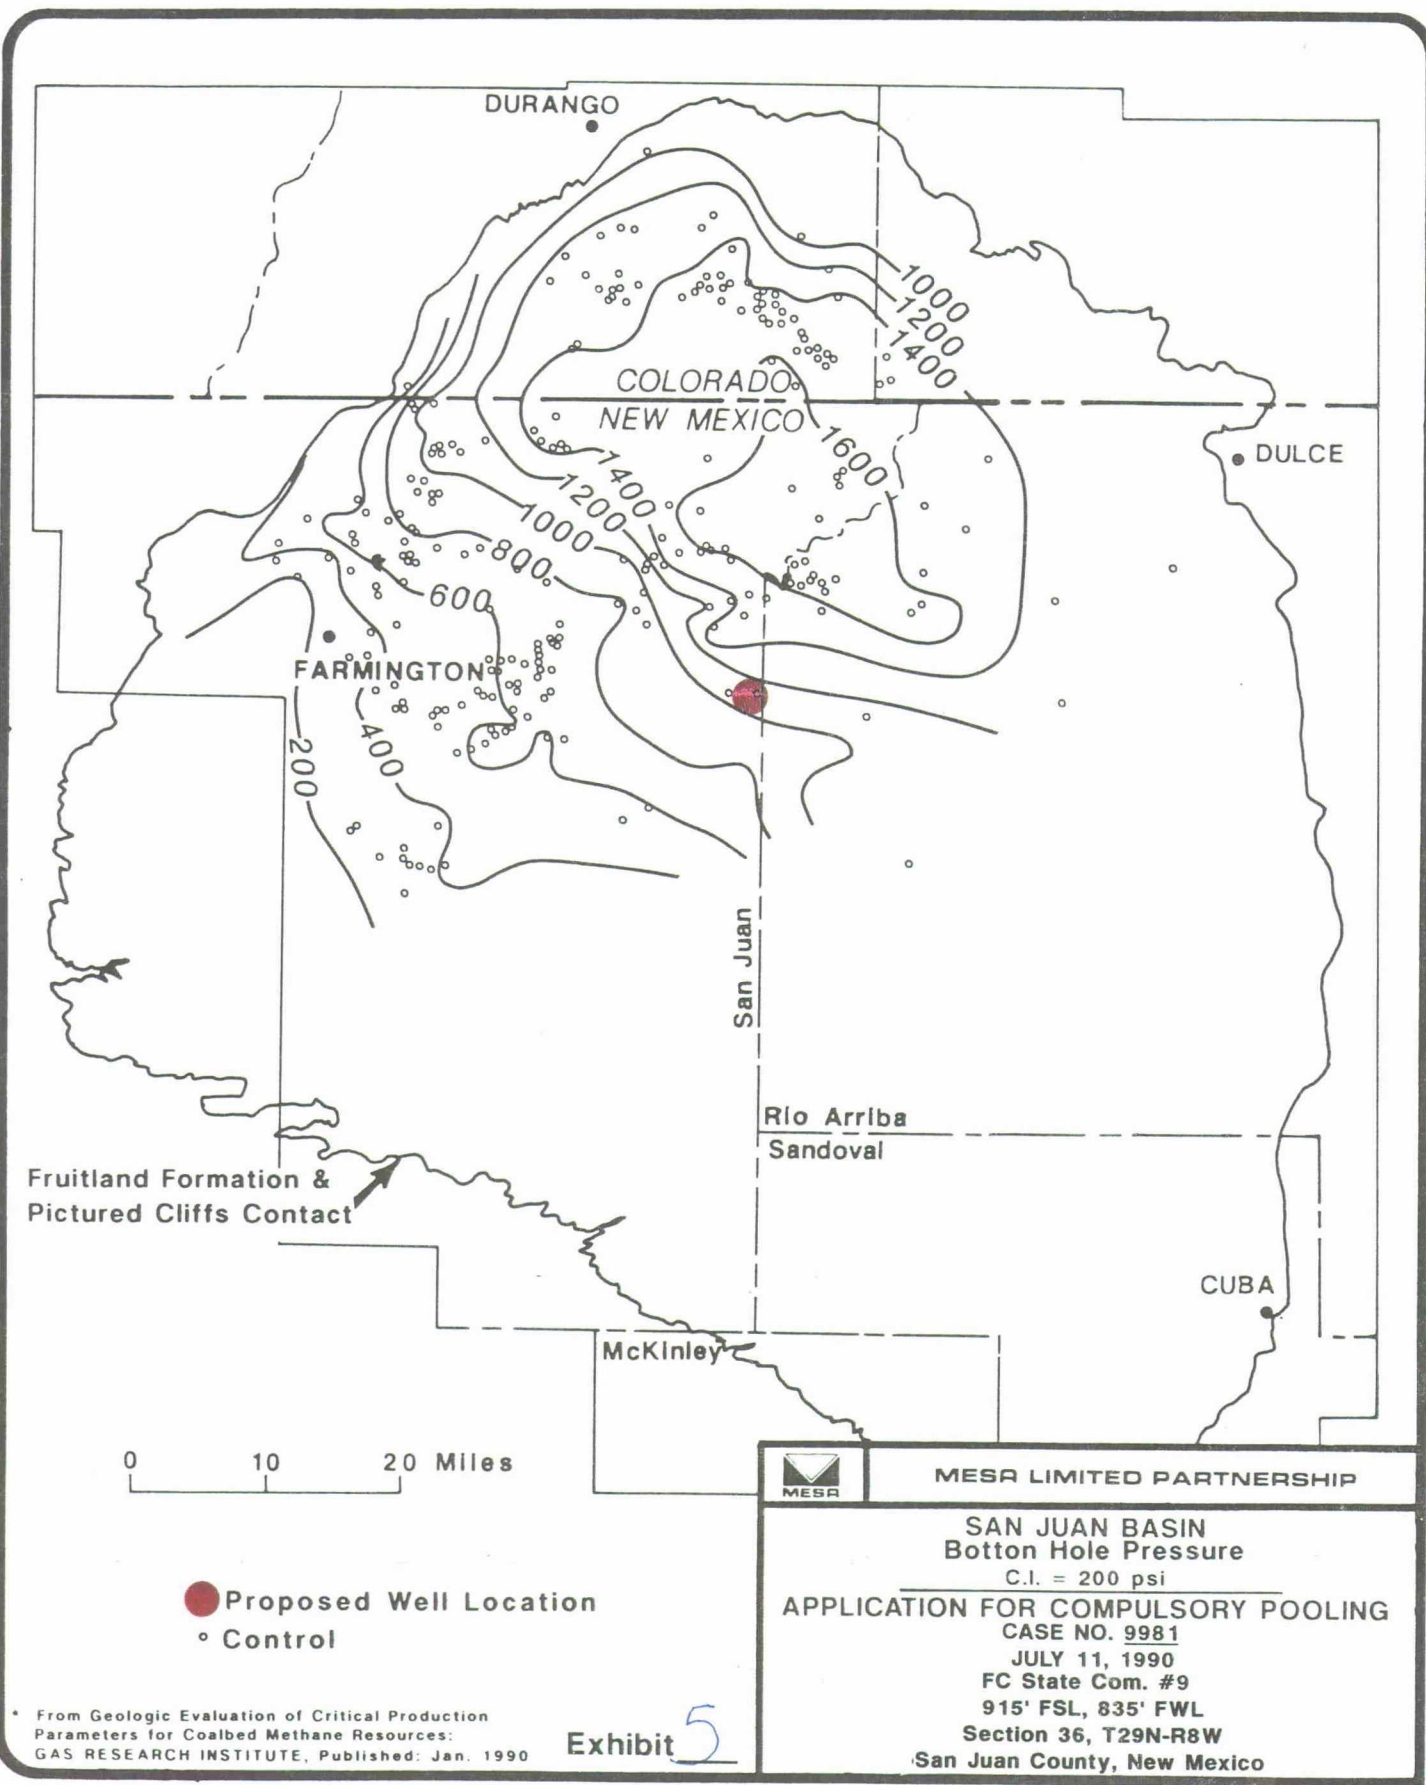 DURANGO
1000
1200
1400
COLORADO
NEW MEXICO
1600
DULCE
1400
1200
1000
800
600
FARMINGTON
400
200
San Juan
Rio Arriba
Sandoval
Fruitland Formation &
Pictured Cliffs Contact
CUBA
McKinley
0 10 20 Miles
MESA
MESA LIMITED PARTNERSHIP
SAN JUAN BASIN
Botton Hole Pressure
C.I. = 200 psi
APPLICATION FOR COMPULSORY POOLING
CASE NO. 9981
JULY 11, 1990
FC State Com. #9
915' FSL, 835' FWL
Section 36, T29N-R8W
San Juan County, New Mexico
Proposed Well Location
Control
* From Geologic Evaluation of Critical Production
Parameters for Coalbed Methane Resources:
GAS RESEARCH INSTITUTE, Published: Jan. 1990
Exhibit 5